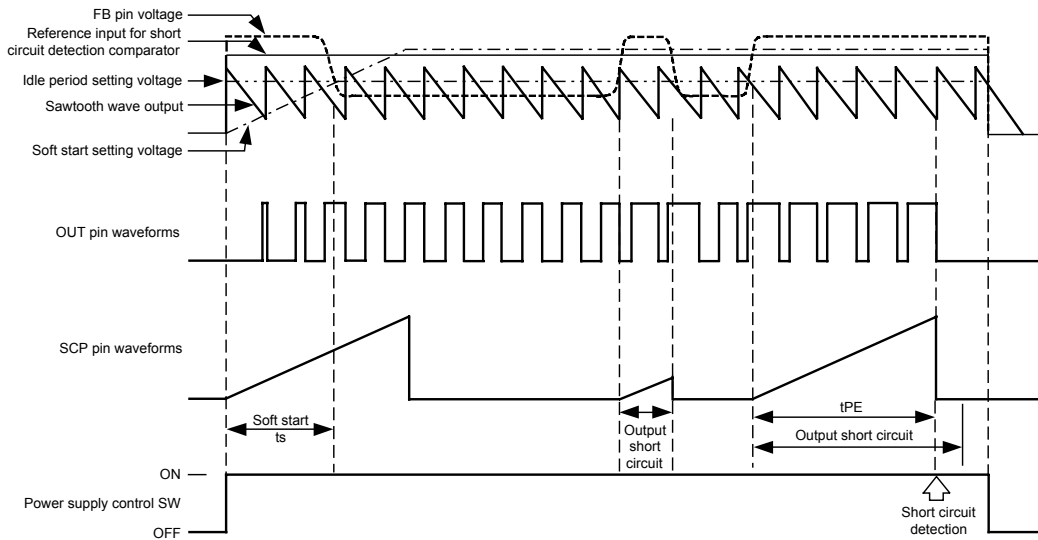 FB pin voltage
Reference input for short
circuit detection comparator
Idle period setting voltage
Sawtooth wave output
Soft start setting voltage
OUT pin waveforms
SCP pin waveforms
Soft start
ts
Output
short
circuit
tPE
Output short circuit
ON
Power supply control SW
OFF
Short circuit
detection